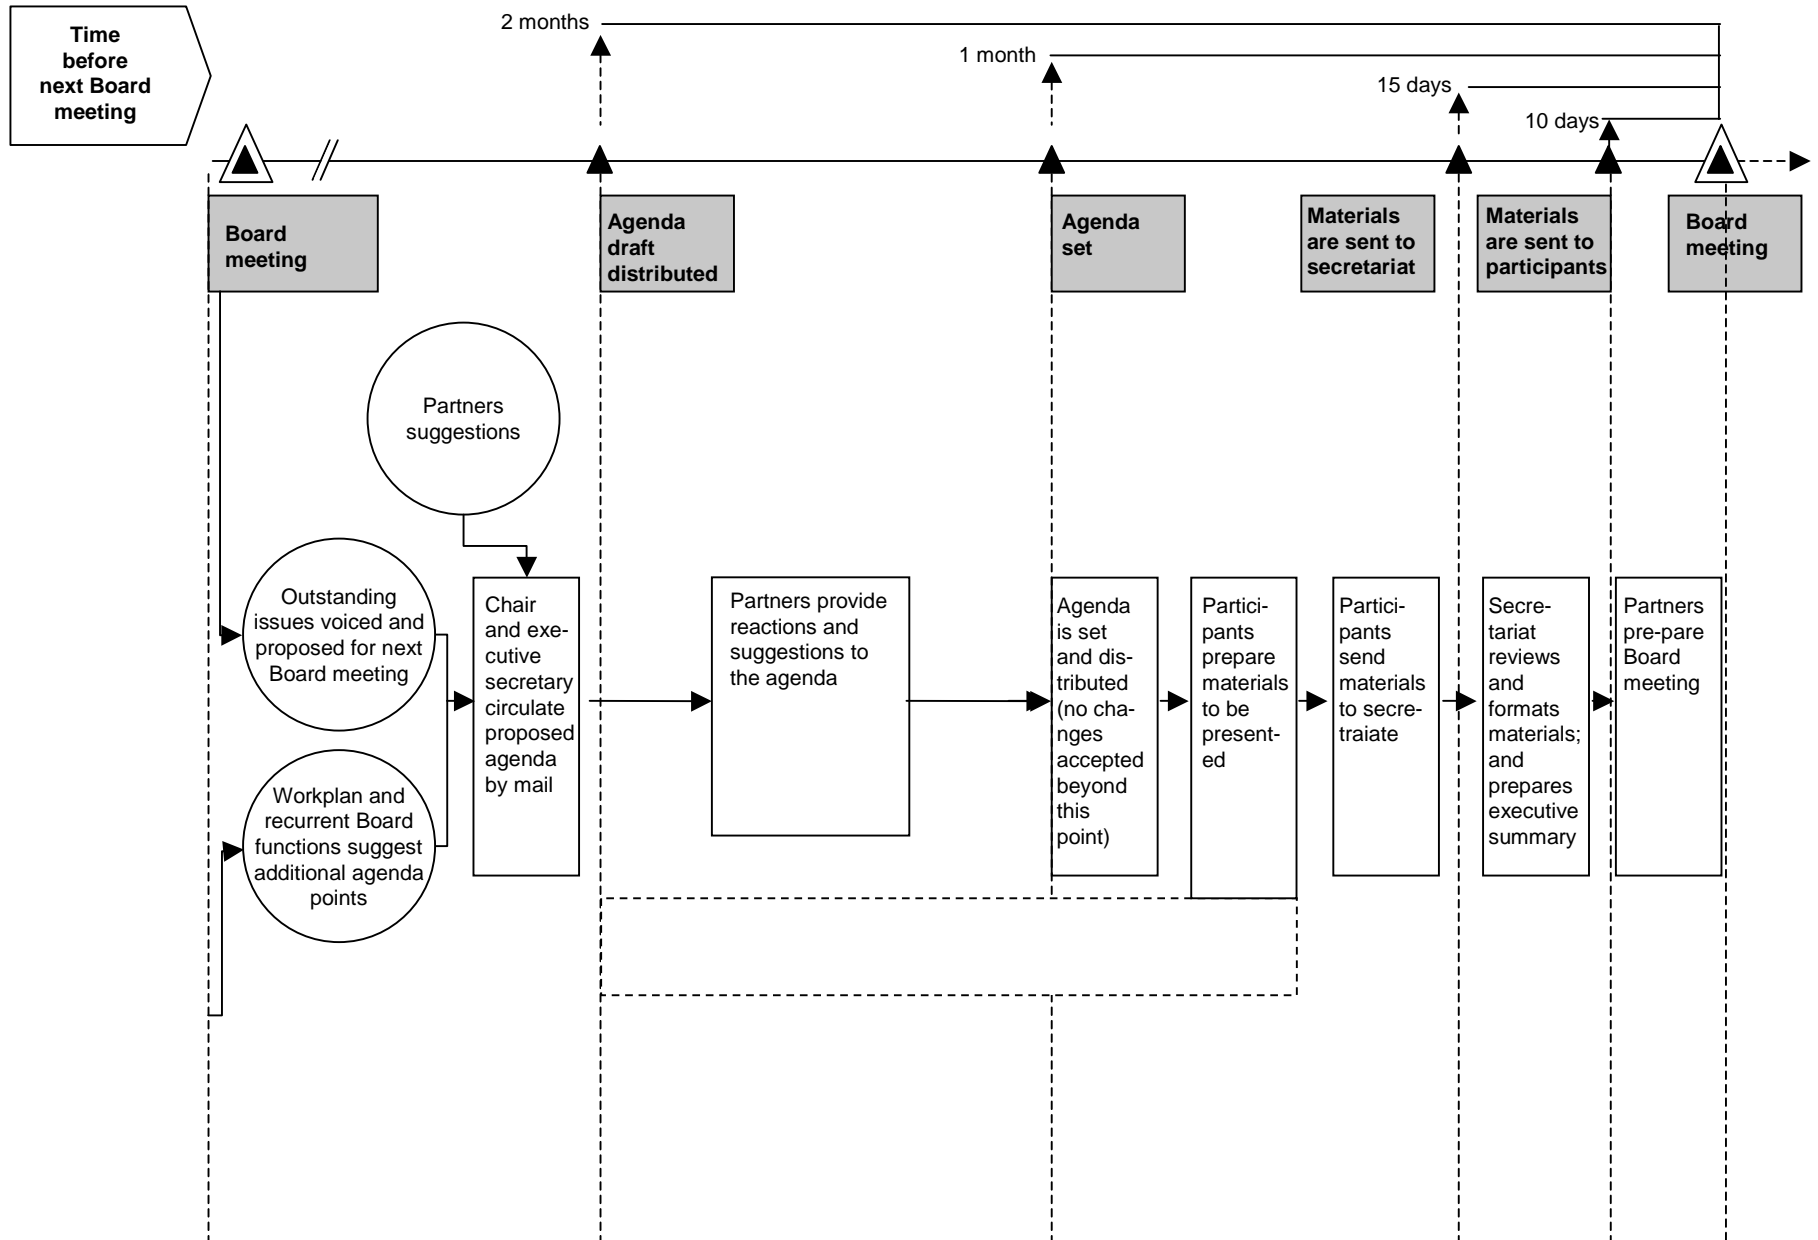 Time
before
next Board
meeting
2 months
1 month
15 days
10 days
Board
meeting
Agenda
draft
distributed
Agenda
set
Materials
are sent to
secretariat
Materials
are sent to
participants
Board
meeting
Partners
suggestions
Outstanding
issues voiced and
proposed for next
Board meeting
Workplan and
recurrent Board
functions suggest
additional agenda
points
Chair
and exe-
cutive
secretary
circulate
proposed
agenda
by mail
Partners provide
reactions and
suggestions to
the agenda
Agenda
is set
and dis-
tributed
(no cha-
nges
accepted
beyond
this
point)
Partici-
pants
prepare
materials
to be
present-
ed
Partici-
pants
send
materials
to secre-
traiate
Secre-
tariat
reviews
and
formats
materials;
and
prepares
executive
summary
Partners
pre-pare
Board
meeting